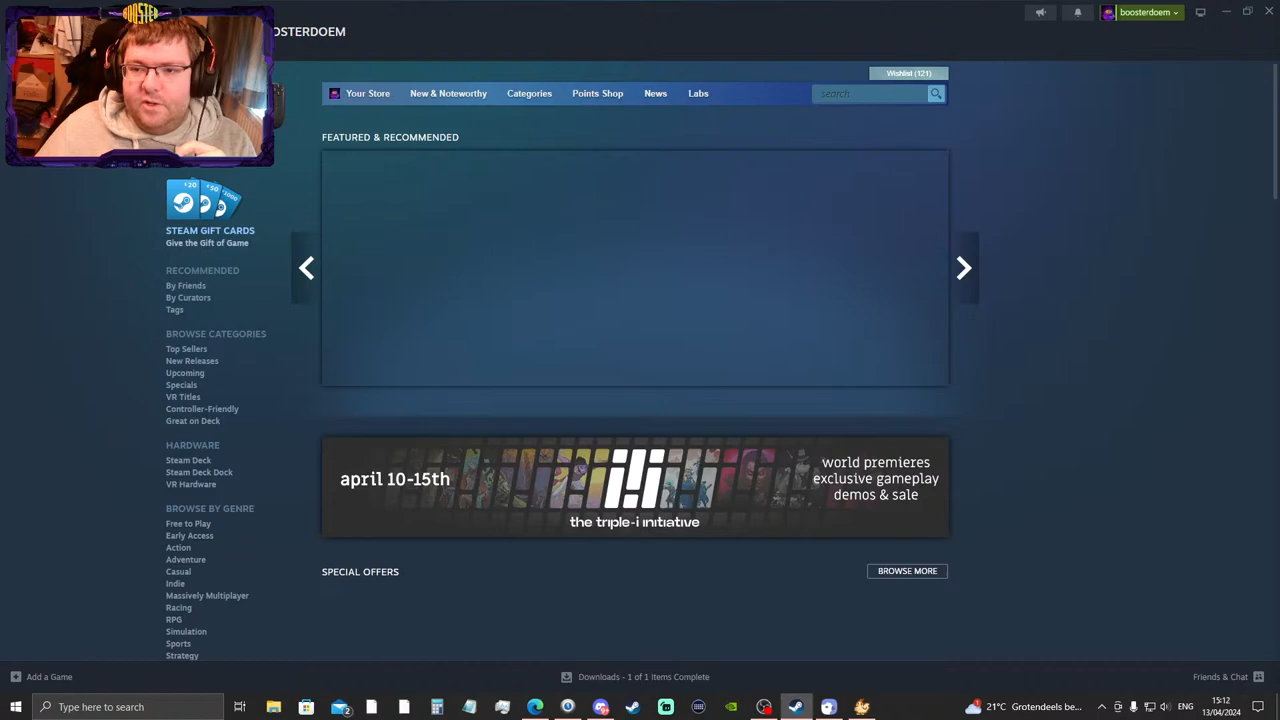 BOOSTER
boosterdoem
OSTERDOEM
Wishlist (121)
Your Store
New & Noteworthy
Categories
Points Shop
News
Labs
search
FEATURED & RECOMMENDED
STEAM GIFT CARDS
Give the Gift of Game
RECOMMENDED
By Friends
By Curators
Tags
BROWSE CATEGORIES
Top Sellers
New Releases
Upcoming
Specials
VR Titles
Controller-Friendly
Great on Deck
HARDWARE
Steam Deck
Steam Deck Dock
VR Hardware
BROWSE BY GENRE
Free to Play
Early Access
Action
Adventure
Casual
Indie
Massively Multiplayer
Racing
RPG
Simulation
Sports
Strategy
april 10-15th
the triple-i initiative
world premieres
exclusive gameplay
demos & sale
SPECIAL OFFERS
BROWSE MORE
Add a Game
Downloads - 1 of 1 Items Complete
Friends & Chat
Type here to search
21°C Grotendeels be...
15:12
13/04/2024